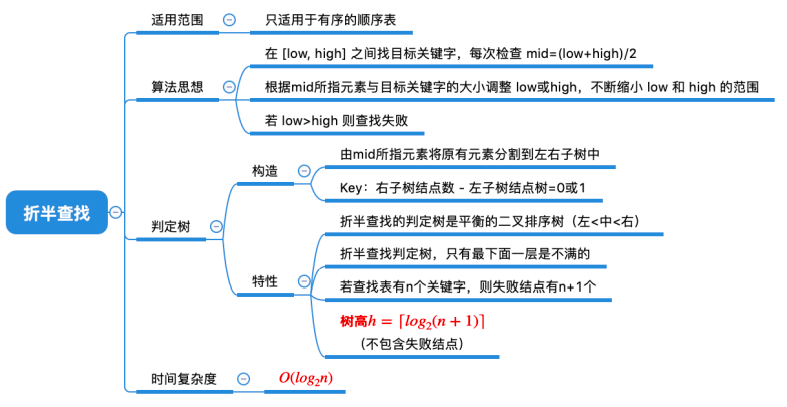 折半查找
适用范围
只适用于有序的顺序表
算法思想
在 [low, high] 之间找目标关键字，每次检查 mid=(low+high)/2
根据mid所指元素与目标关键字的大小调整 low或high，不断缩小 low 和 high 的范围
若 low>high 则查找失败
判定树
构造
由mid所指元素将原有元素分割到左右子树中
Key：右子树结点数 - 左子树结点树=0或1
特性
折半查找的判定树是平衡的二叉排序树（左<中<右）
折半查找判定树，只有最下面一层是不满的
若查找表有n个关键字，则失败结点有n+1个
树高h = ⌈log₂(n + 1)⌉
（不包含失败结点）
时间复杂度
O(log₂n)